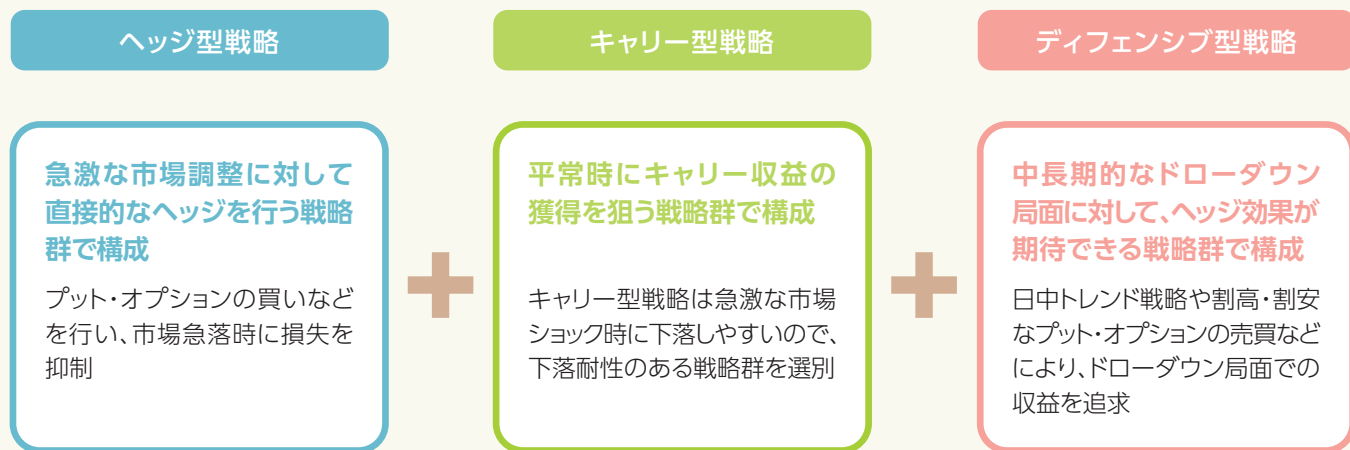 ヘッジ型戦略
急激な市場調整に対して
直接的なヘッジを行う戦略
群で構成
プット・オプションの買いなど
を行い、市場急落時に損失を
抑制
キャリー型戦略
平常時にキャリー収益の
獲得を狙う戦略群で構成
キャリー型戦略は急激な市場
ショック時に下落しやすいので、
下落耐性のある戦略群を選別
ディフェンシブ型戦略
中長期的なドローダウン
局面に対して、ヘッジ効果が
期待できる戦略群で構成
日中トレンド戦略や割高・割安
なプット・オプションの売買など
により、ドローダウン局面での
収益を追求